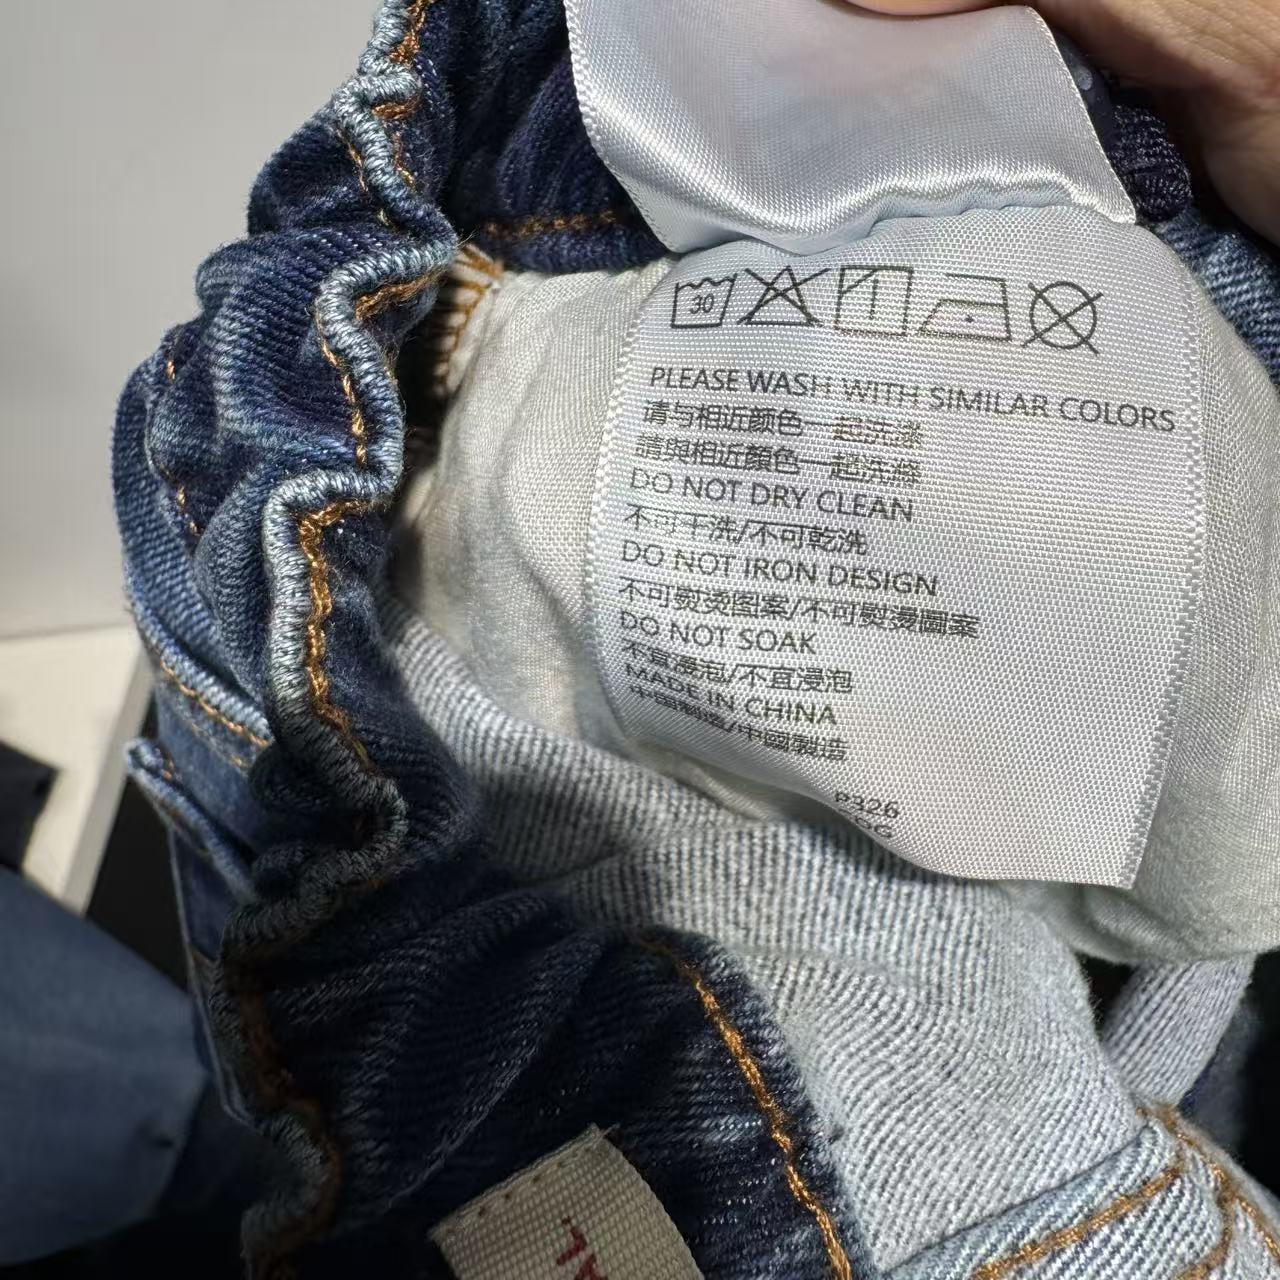 30
PLEASE WASH WITH SIMILAR COLORS
请与相近颜色一起洗涤
請與相近顏色一起洗滌
DO NOT DRY CLEAN
不可干洗/不可乾洗
DO NOT IRON DESIGN
不可熨烫图案/不可熨燙圖案
DO NOT SOAK
不宜浸泡/不宜浸泡
MADE IN CHINA
中国制造/中國製造
P326